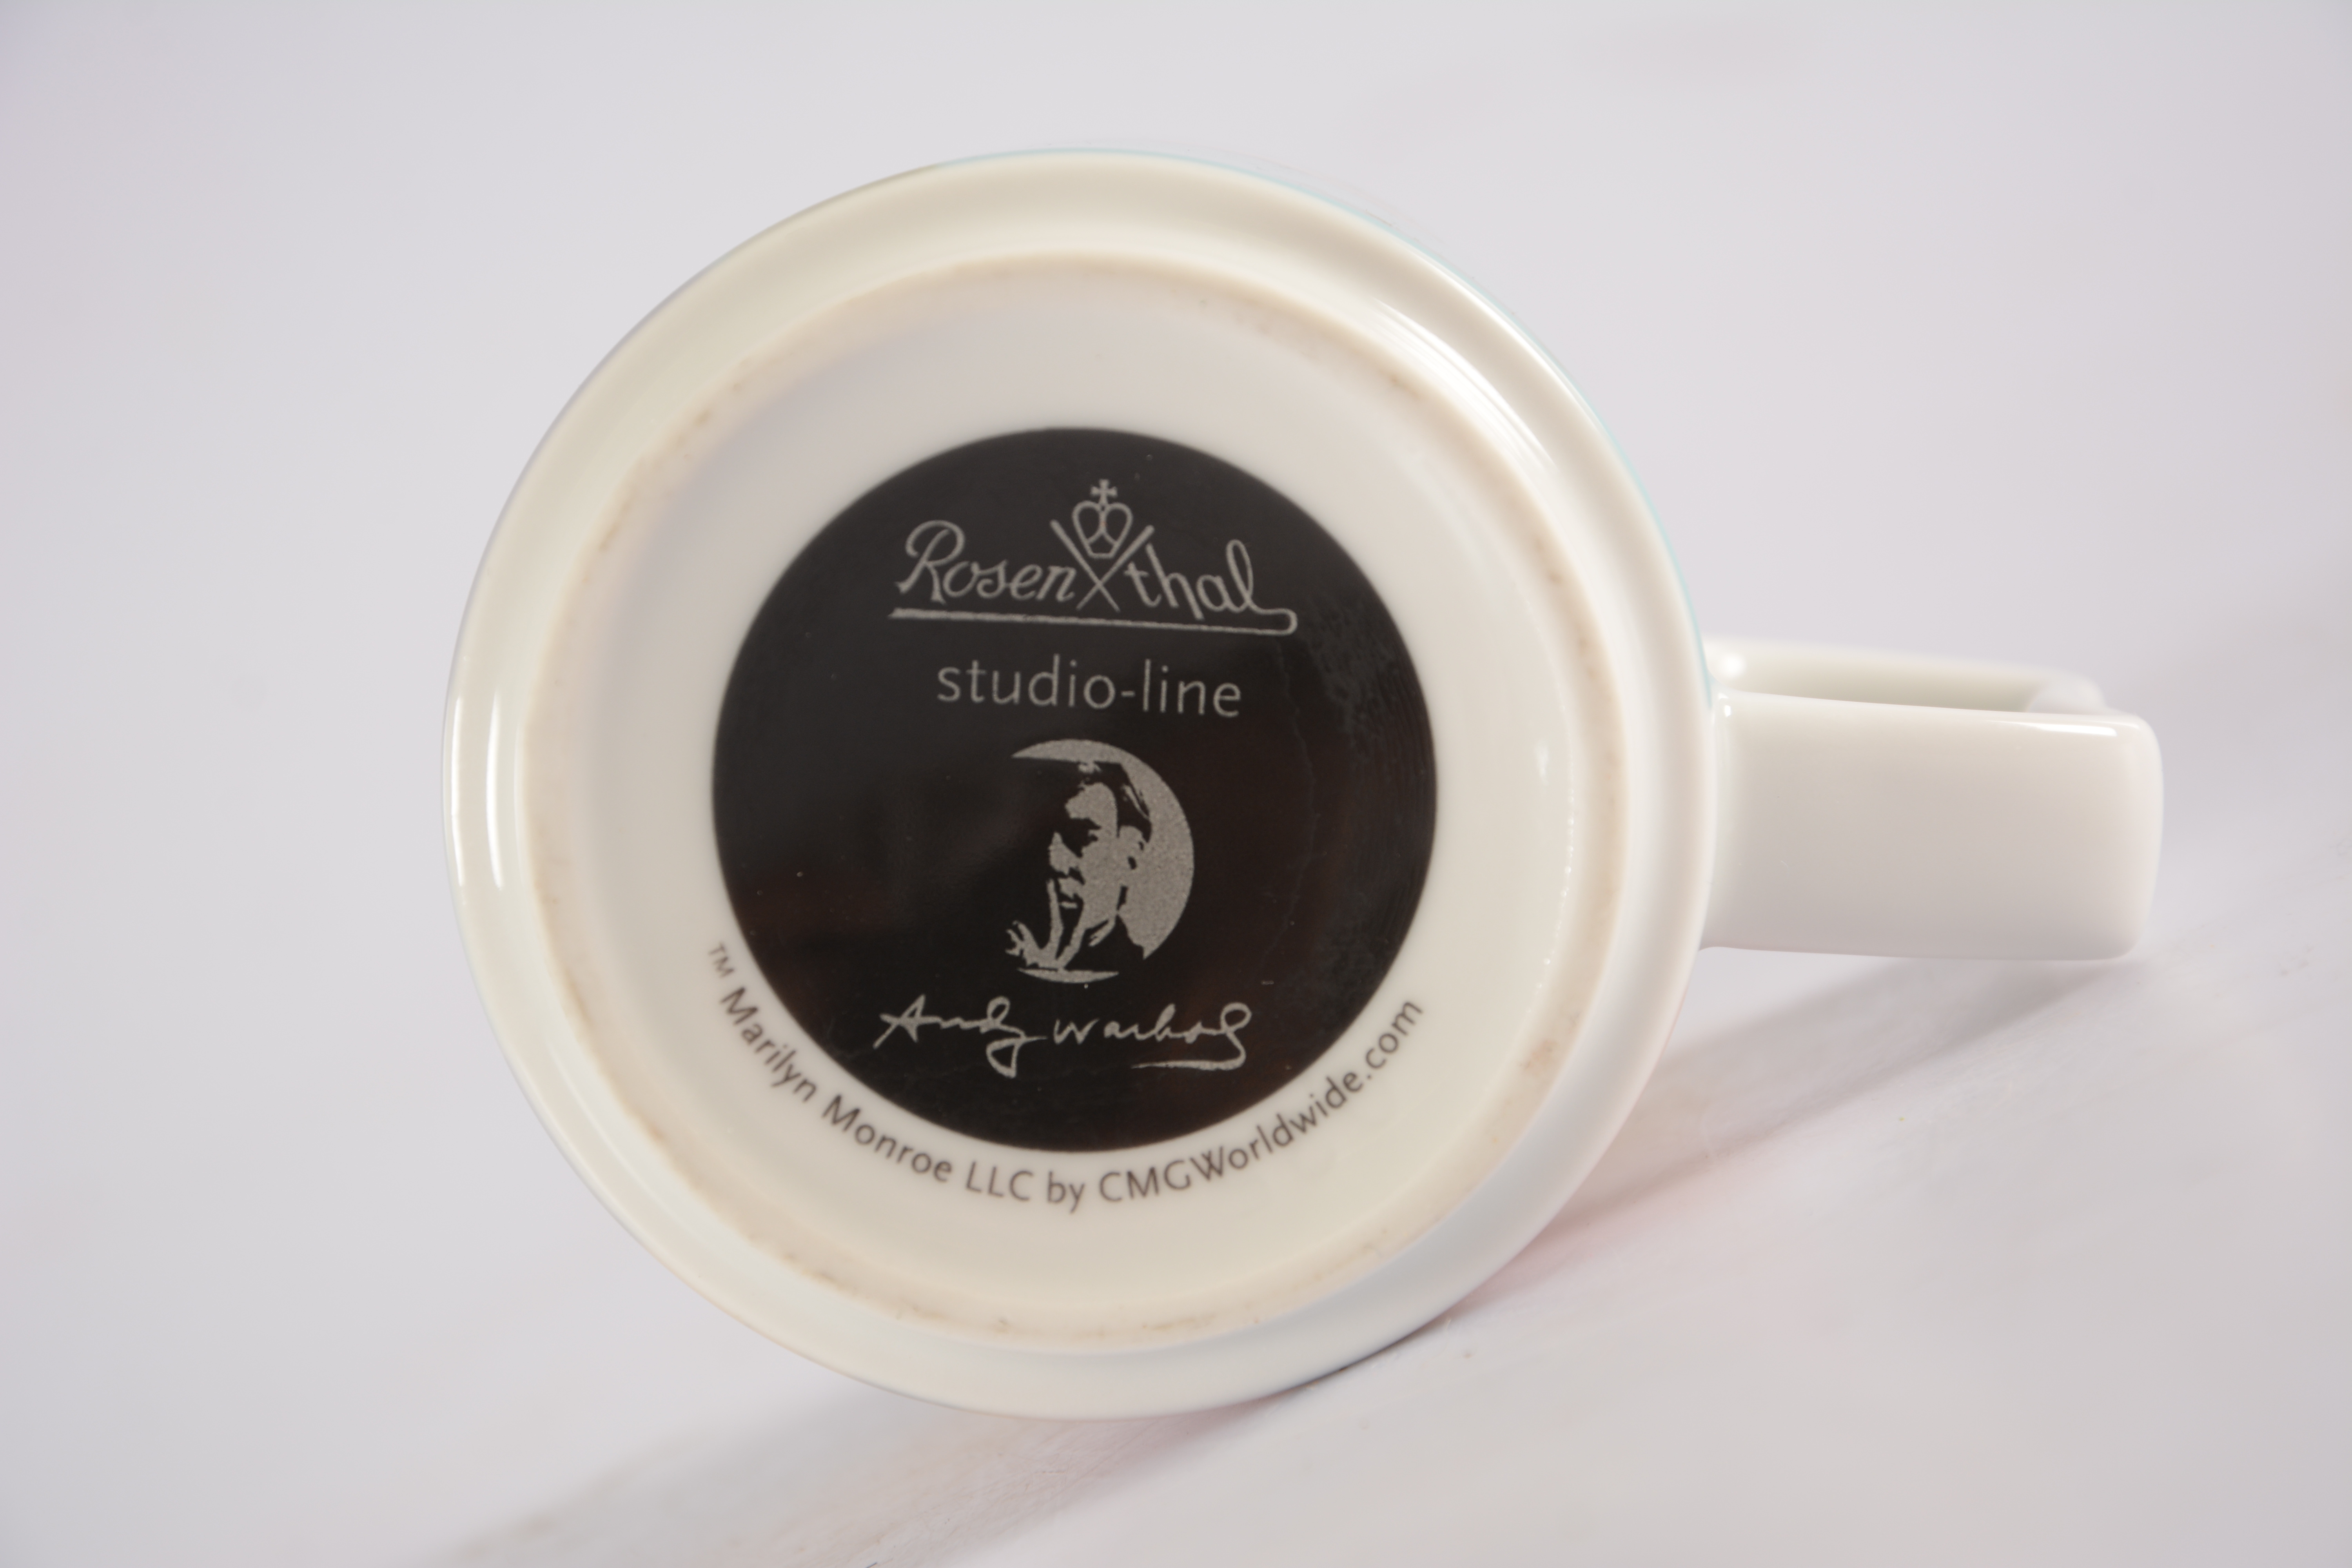 Rosenthal
studio-line
Andy Warhol
™ Marilyn Monroe LLC by CMGWorldwide.com